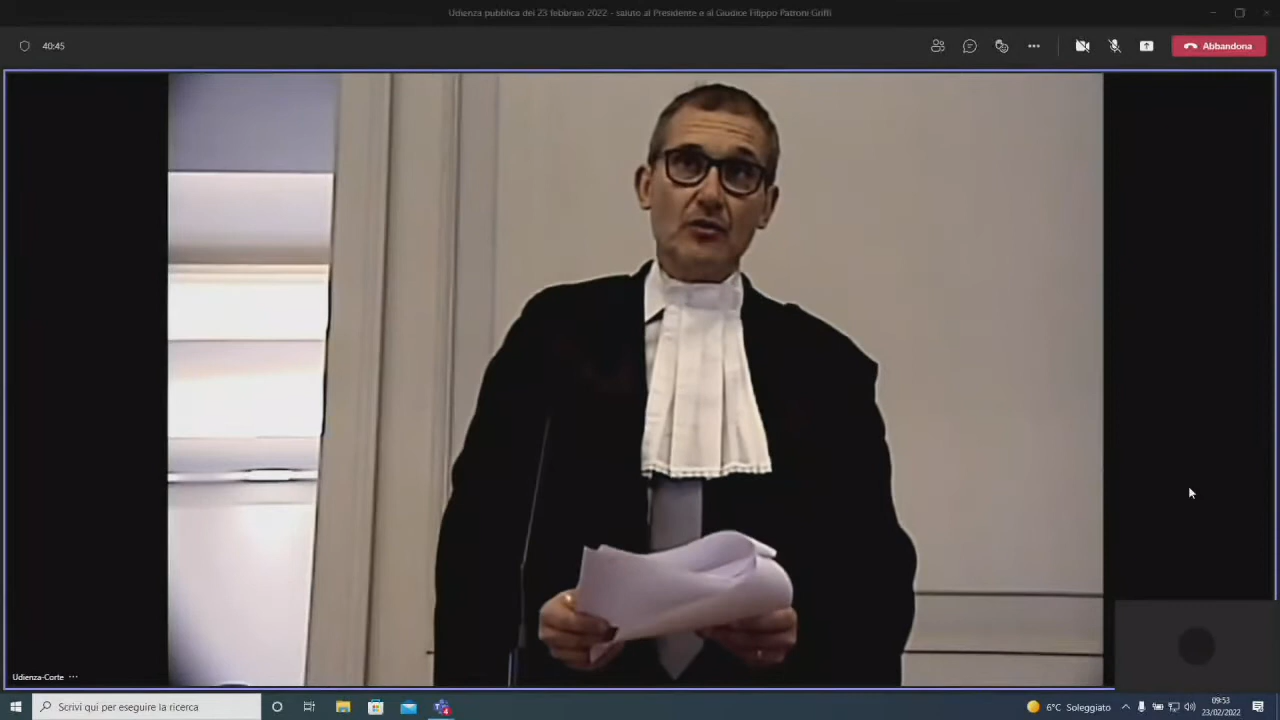 Udienza pubblica del 23 febbraio 2022 - saluto al Presidente e al Giudice Filippo Patroni Griffi
40:45
Abbandona
Udienza-Corte
Scrivi qui per eseguire la ricerca
4
6°C Soleggiato
09:53
23/02/2022